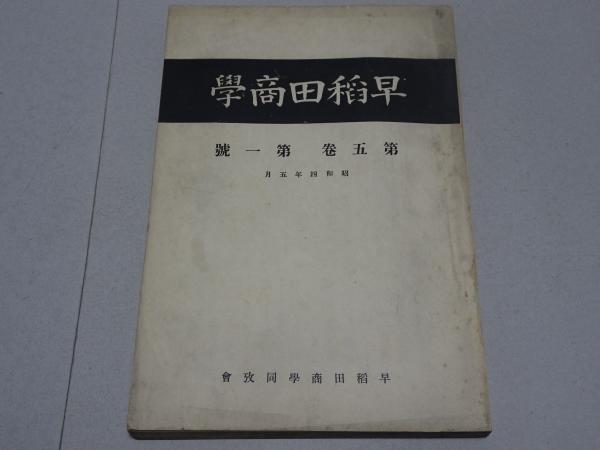 早稻田商學
第五卷 第一號
昭和四年五月
早稻田商學同攻會